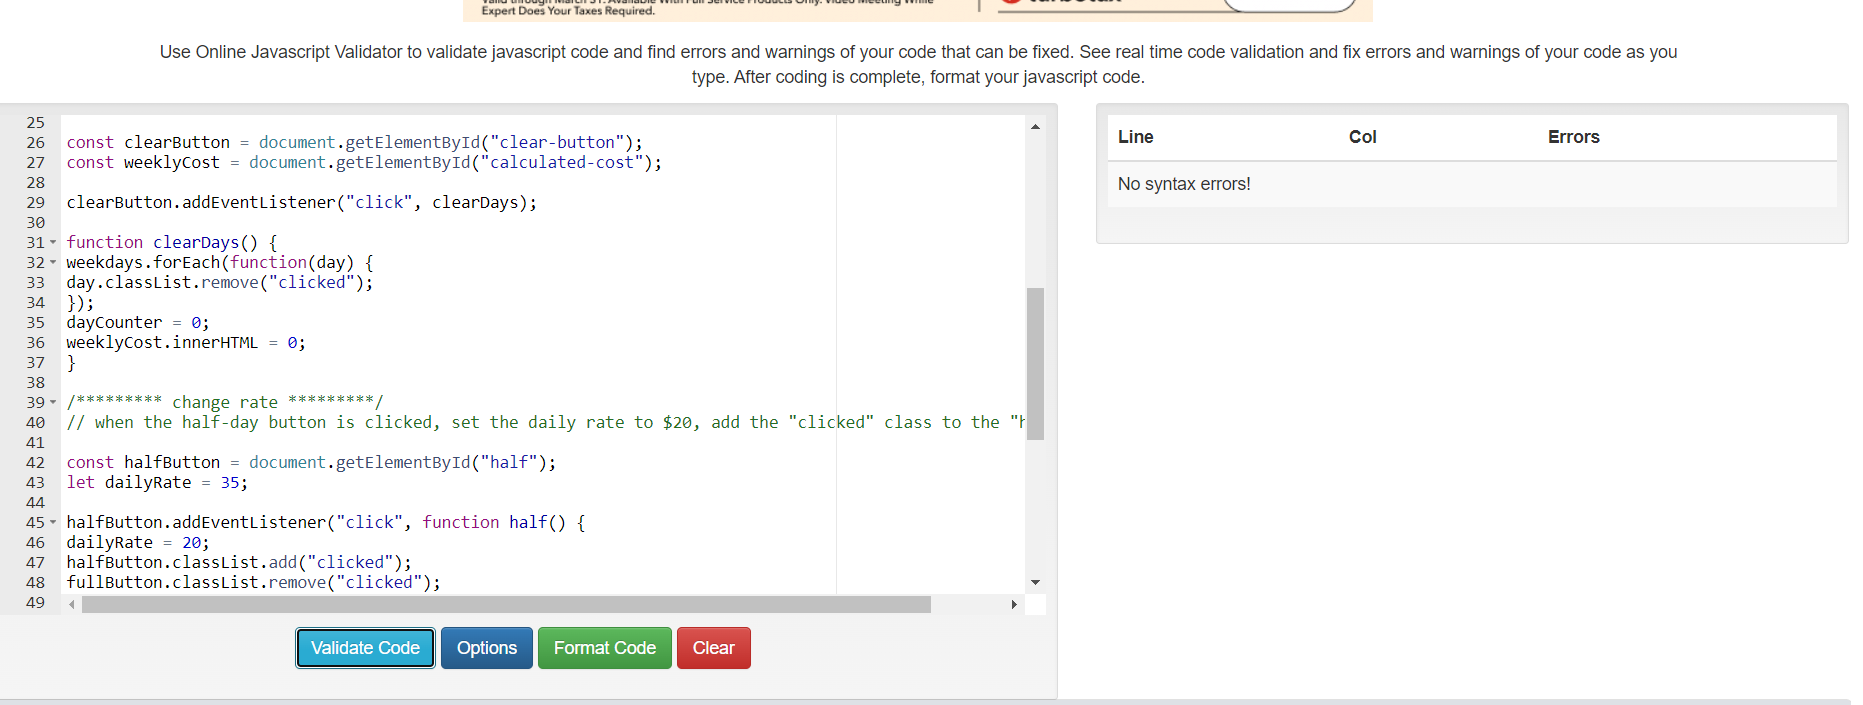 Expert Does Your Taxes Required.
Use Online Javascript Validator to validate javascript code and find errors and warnings of your code that can be fixed. See real time code validation and fix errors and warnings of your code as you
type. After coding is complete, format your javascript code.
25
26 const clearButton = document.getElementById("clear-button");
27 const weeklyCost = document.getElementById("calculated-cost");
28
29 clearButton.addEventListener("click", clearDays);
30
31 function clearDays() {
32 weekdays.forEach(function(day) {
33 day.classList.remove("clicked");
34 });
35 dayCounter = 0;
36 weeklyCost.innerHTML = 0;
37 }
38
39 /********* change rate *********/
40 // when the half-day button is clicked, set the daily rate to $20, add the "clicked" class to the "h
41
42 const halfButton = document.getElementById("half");
43 let dailyRate = 35;
44
45 halfButton.addEventListener("click", function half() {
46 dailyRate = 20;
47 halfButton.classList.add("clicked");
48 fullButton.classList.remove("clicked");
49
Validate Code Options Format Code Clear
Line Col Errors
No syntax errors!